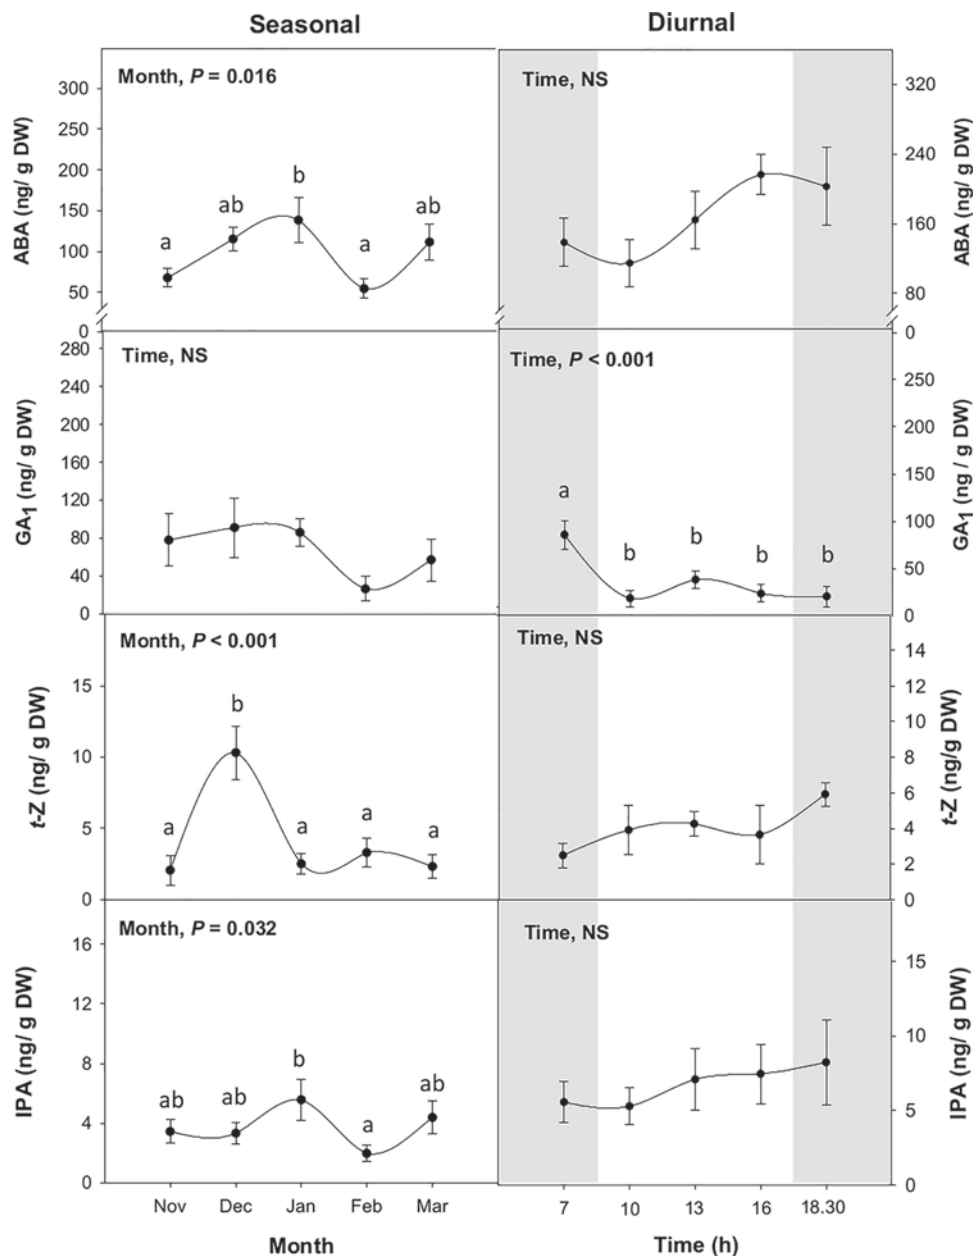 Seasonal
Diurnal
Month, P = 0.016
300
250
200
150
100
50
0
ABA (ng/ g DW)
a
ab
b
a
ab
Time, NS
320
240
160
80
0
ABA (ng/ g DW)
Time, NS
280
240
200
160
120
80
40
0
GA1 (ng/ g DW)
Time, P < 0.001
250
200
150
100
50
0
GA1 (ng / g DW)
a
b
b
b
b
Month, P < 0.001
15
10
5
0
t-Z (ng/ g DW)
a
b
a
a
a
Time, NS
14
12
10
8
6
4
2
0
t-Z (ng/g DW)
Month, P = 0.032
16
12
8
4
0
IPA (ng/ g DW)
ab
ab
b
a
ab
Time, NS
15
10
5
0
IPA (ng/ g DW)
Nov Dec Jan Feb Mar
Month
7 10 13 16 18.30
Time (h)